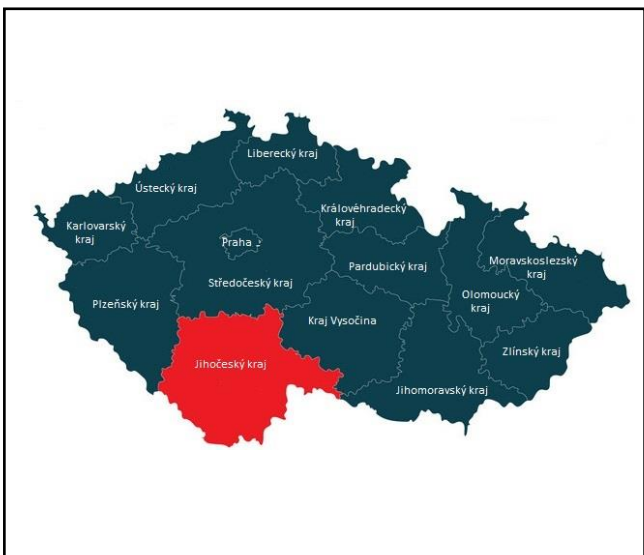 Liberecký kraj
Ústecký kraj
Královéhradecký
kraj
Karlovarský
kraj
Praha
Moravskoslezský
kraj
Pardubický kraj
Středočeský kraj
Olomoucký
kraj
Plzeňský kraj
Kraj Vysočina
Zlínský kraj
Jihočeský kraj
Jihomoravský kraj